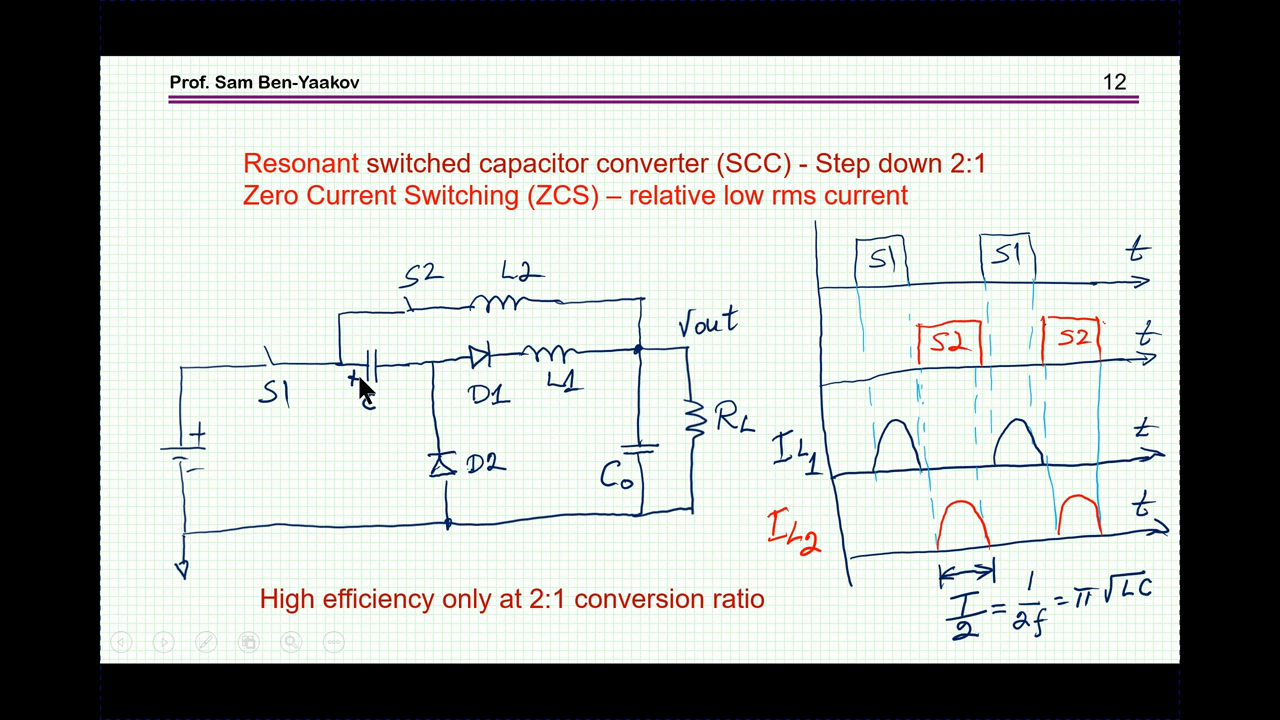 Prof. Sam Ben-Yaakov
12
Resonant switched capacitor converter (SCC) - Step down 2:1
Zero Current Switching (ZCS) – relative low rms current
S2
L2
S1
+
C
D1
L1
Vout
D2
Co
RL
+
-
S1
S1
t
S2
S2
t
IL1
t
IL2
t
T/2 = 1/2f = π√LC
High efficiency only at 2:1 conversion ratio